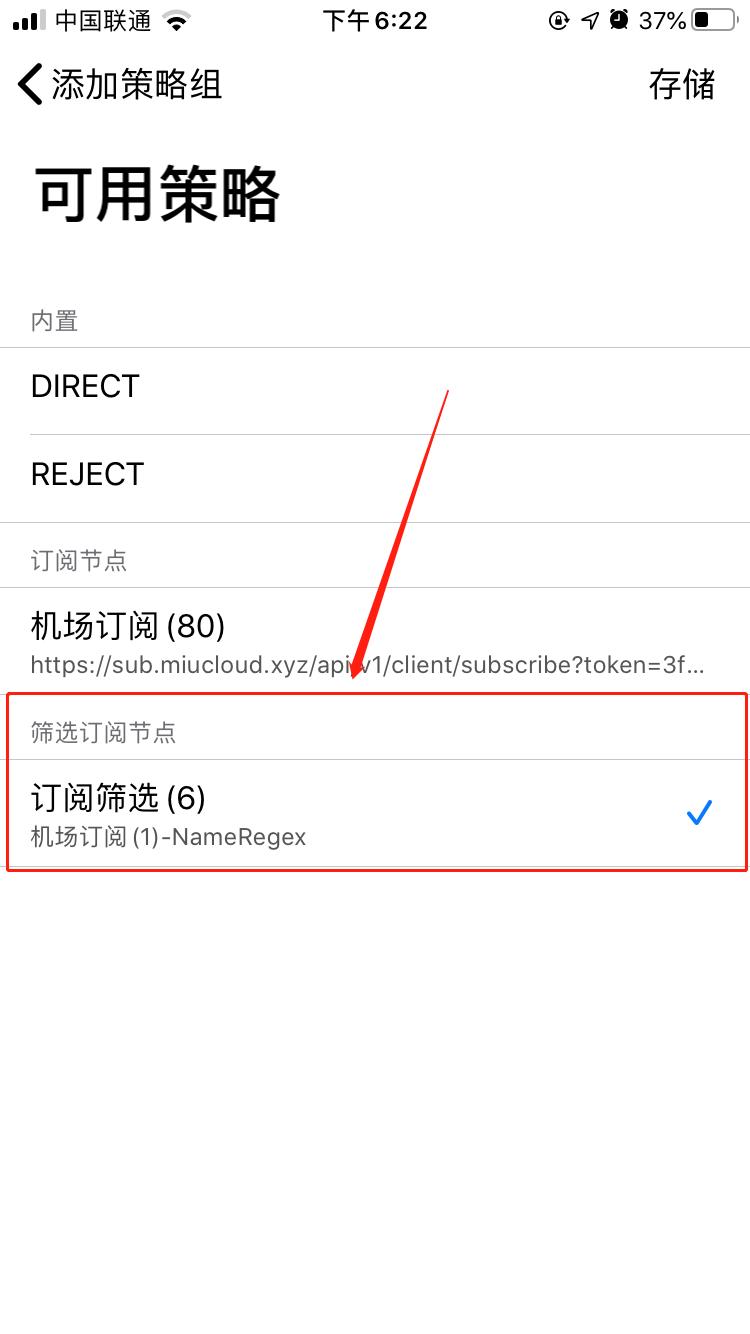 中国联通 下午6:22 37%
添加策略组 存储
可用策略
内置
DIRECT
REJECT
订阅节点
机场订阅 (80)
https://sub.miucloud.xyz/api/v1/client/subscribe?token=3f...
筛选订阅节点
订阅筛选 (6)
机场订阅 (1)-NameRegex